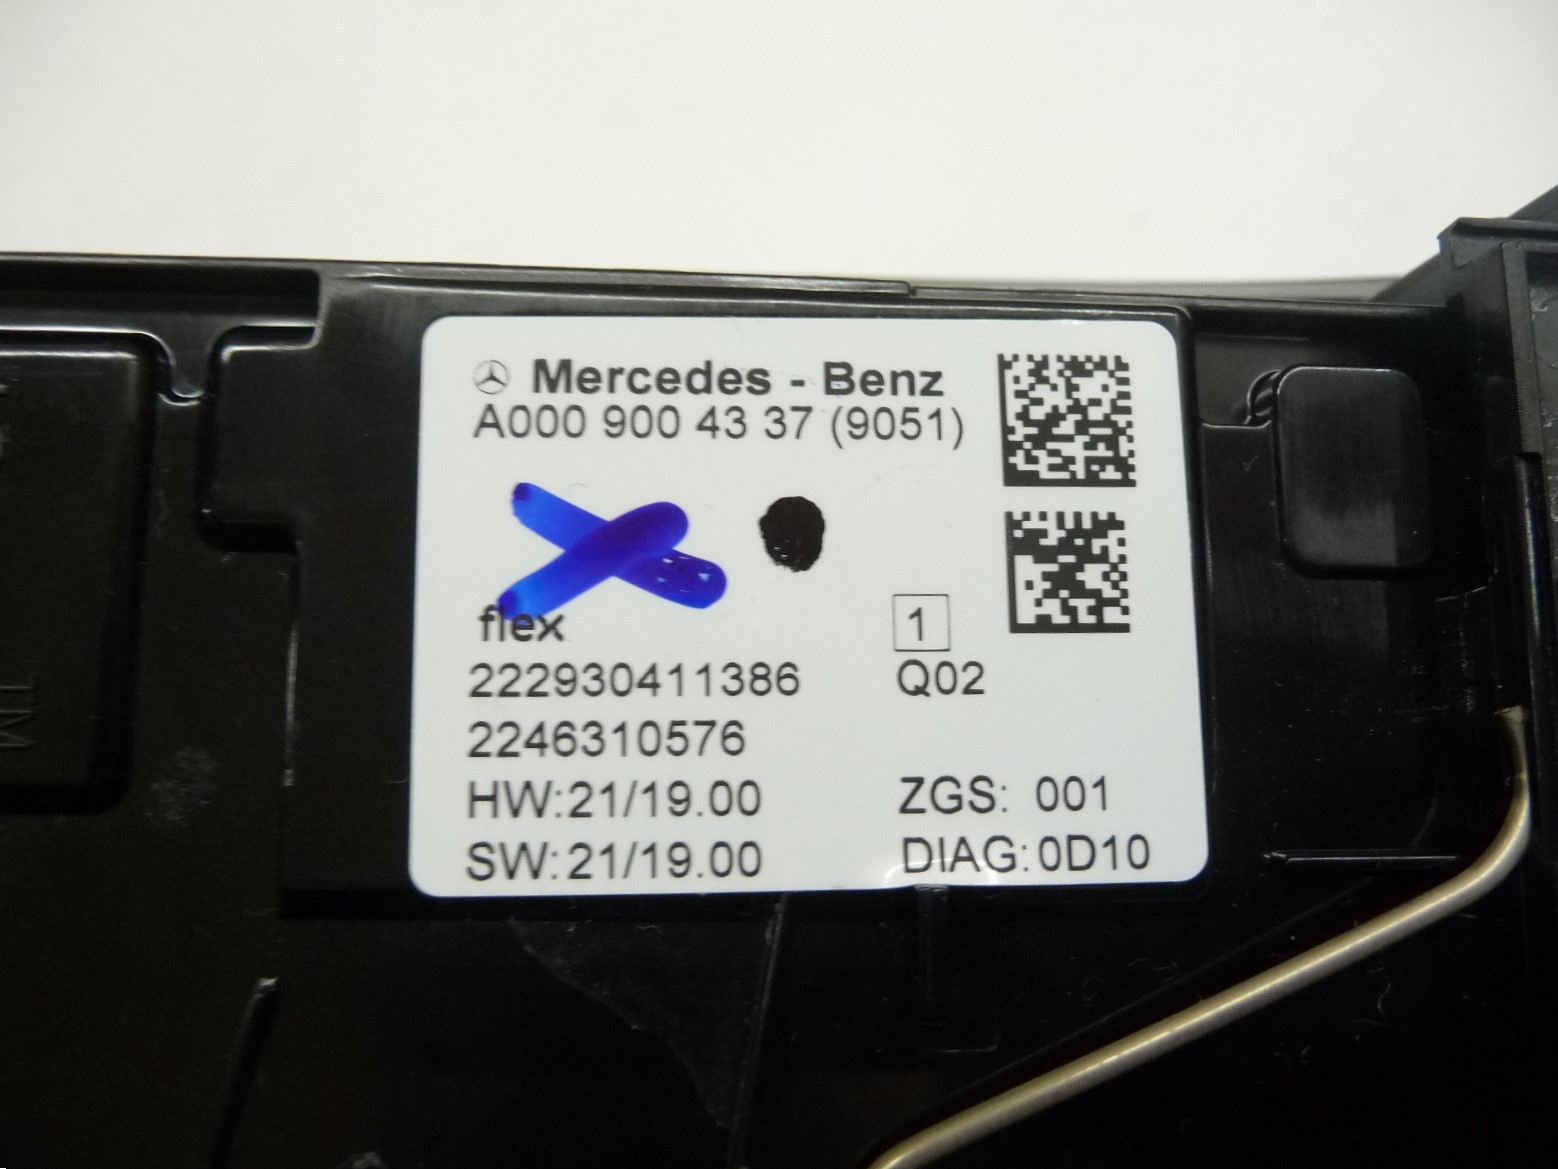 Mercedes - Benz
A000 900 43 37 (9051)
flex
1
222930411386 Q02
2246310576
HW:21/19.00 ZGS: 001
SW:21/19.00 DIAG:0D10
TM